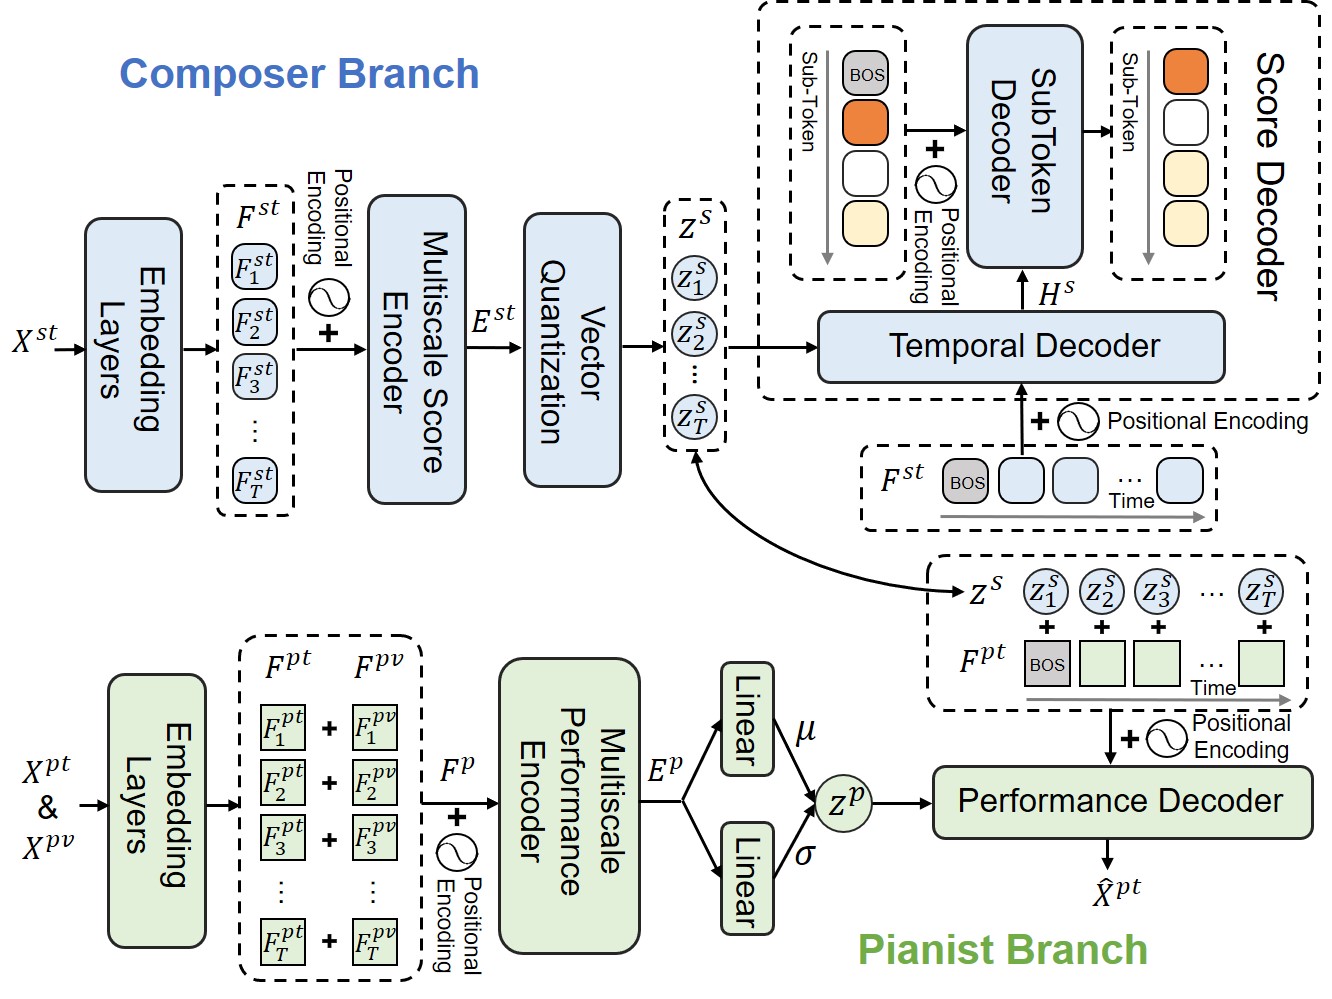 Composer Branch
X^{st}
Embedding
Layers
F^{st}
F_1^{st}
F_2^{st}
F_3^{st}
...
F_T^{st}
Positional
Encoding
+
Multiscale Score
Encoder
E^{st}
Vector
Quantization
z^s
z_1^s
z_2^s
...
z_T^s
Score Decoder
Sub-Token
BOS
+
Positional
Encoding
SubToken
Decoder
Sub-Token
H^s
Temporal Decoder
+ Positional Encoding
F^{st} BOS ...
Time
z^s z_1^s z_2^s z_3^s ... z_T^s
+ + + +
F^{pt} BOS ...
Time
+ Positional
Encoding
Performance Decoder
X̂^{pt}
X^{pt}
&
X^{pv}
Embedding
Layers
F^{pt} F^{pv}
F_1^{pt} + F_1^{pv}
F_2^{pt} + F_2^{pv}
F_3^{pt} + F_3^{pv}
... ...
F_T^{pt} + F_T^{pv}
F^p
+
Positional
Encoding
Multiscale
Performance
Encoder
E^p
Linear
Linear
μ
σ
z^p
Pianist Branch